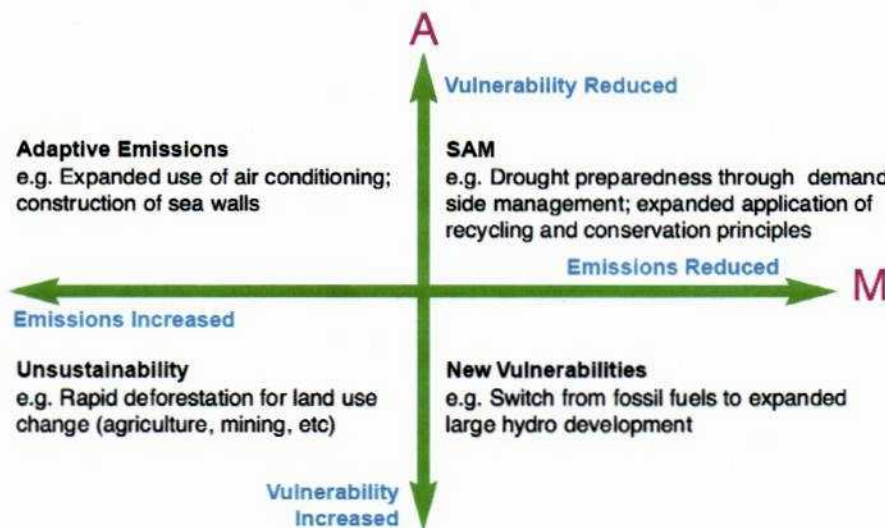 A
Vulnerability Reduced
Adaptive Emissions
e.g. Expanded use of air conditioning;
construction of sea walls
SAM
e.g. Drought preparedness through demand
side management; expanded application of
recycling and conservation principles
Emissions Reduced
M
Emissions Increased
Unsustainability
e.g. Rapid deforestation for land use
change (agriculture, mining, etc)
New Vulnerabilities
e.g. Switch from fossil fuels to expanded
large hydro development
Vulnerability
Increased